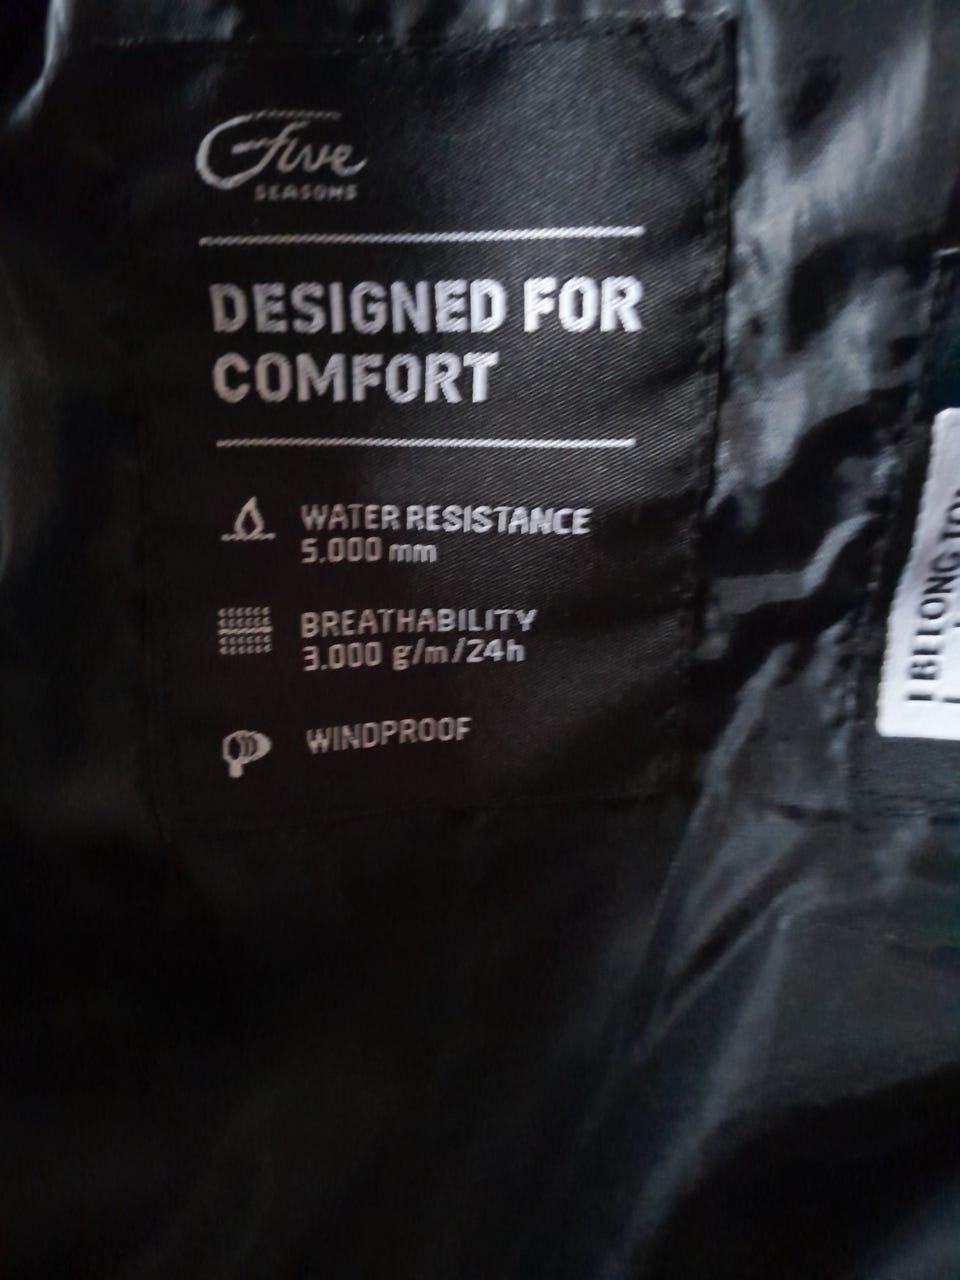 five
SEASONS
DESIGNED FOR
COMFORT
WATER RESISTANCE
5.000 mm
BREATHABILITY
3.000 g/m/24h
WINDPROOF
I BELONG TO